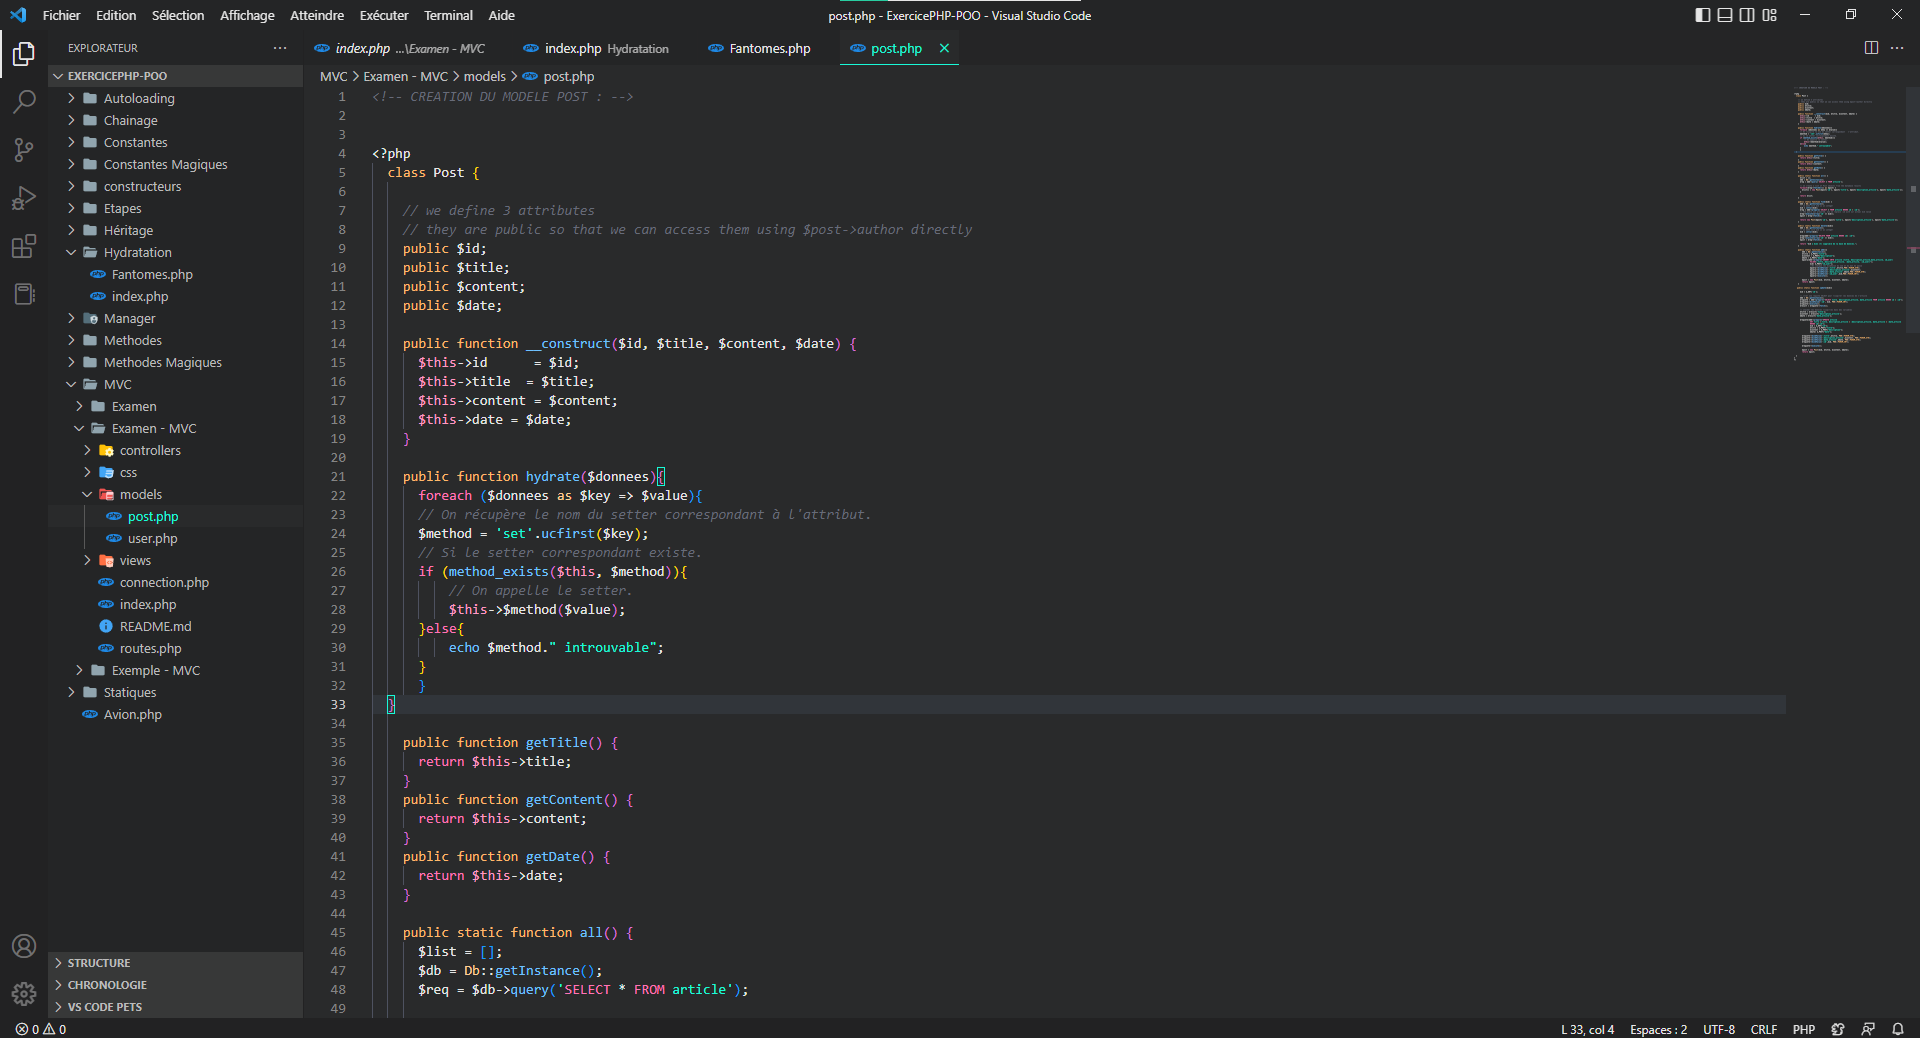 Fichier Edition Sélection Affichage Atteindre Exécuter Terminal Aide
post.php - ExercicePHP-POO - Visual Studio Code
EXPLORATEUR
index.php ...\Examen - MVC
index.php Hydratation
Fantomes.php
post.php
EXERCICEPHP-POO
Autoloading
Chainage
Constantes
Constantes Magiques
constructeurs
Etapes
Héritage
Hydratation
Fantomes.php
index.php
Manager
Methodes
Methodes Magiques
MVC
Examen
Examen - MVC
controllers
css
models
post.php
user.php
views
connection.php
index.php
README.md
routes.php
Exemple - MVC
Statiques
Avion.php
STRUCTURE
CHRONOLOGIE
VS CODE PETS
MVC > Examen - MVC > models > post.php
1 <!-- CREATION DU MODELE POST : -->
2
3
4 <?php
5 class Post {
6
7 // we define 3 attributes
8 // they are public so that we can access them using $post->author directly
9 public $id;
10 public $title;
11 public $content;
12 public $date;
13
14 public function __construct($id, $title, $content, $date) {
15 $this->id      = $id;
16 $this->title  = $title;
17 $this->content = $content;
18 $this->date = $date;
19 }
20
21 public function hydrate($donnees){
22 foreach ($donnees as $key => $value){
23 // On récupère le nom du setter correspondant à l'attribut.
24 $method = 'set'.ucfirst($key);
25 // Si le setter correspondant existe.
26 if (method_exists($this, $method)){
27 // On appelle le setter.
28 $this->$method($value);
29 }else{
30 echo $method." introuvable";
31 }
32 }
33 }
34
35 public function getTitle() {
36 return $this->title;
37 }
38 public function getContent() {
39 return $this->content;
40 }
41 public function getDate() {
42 return $this->date;
43 }
44
45 public static function all() {
46 $list = [];
47 $db = Db::getInstance();
48 $req = $db->query('SELECT * FROM article');
49
0 0
L 33, col 4 Espaces : 2 UTF-8 CRLF PHP